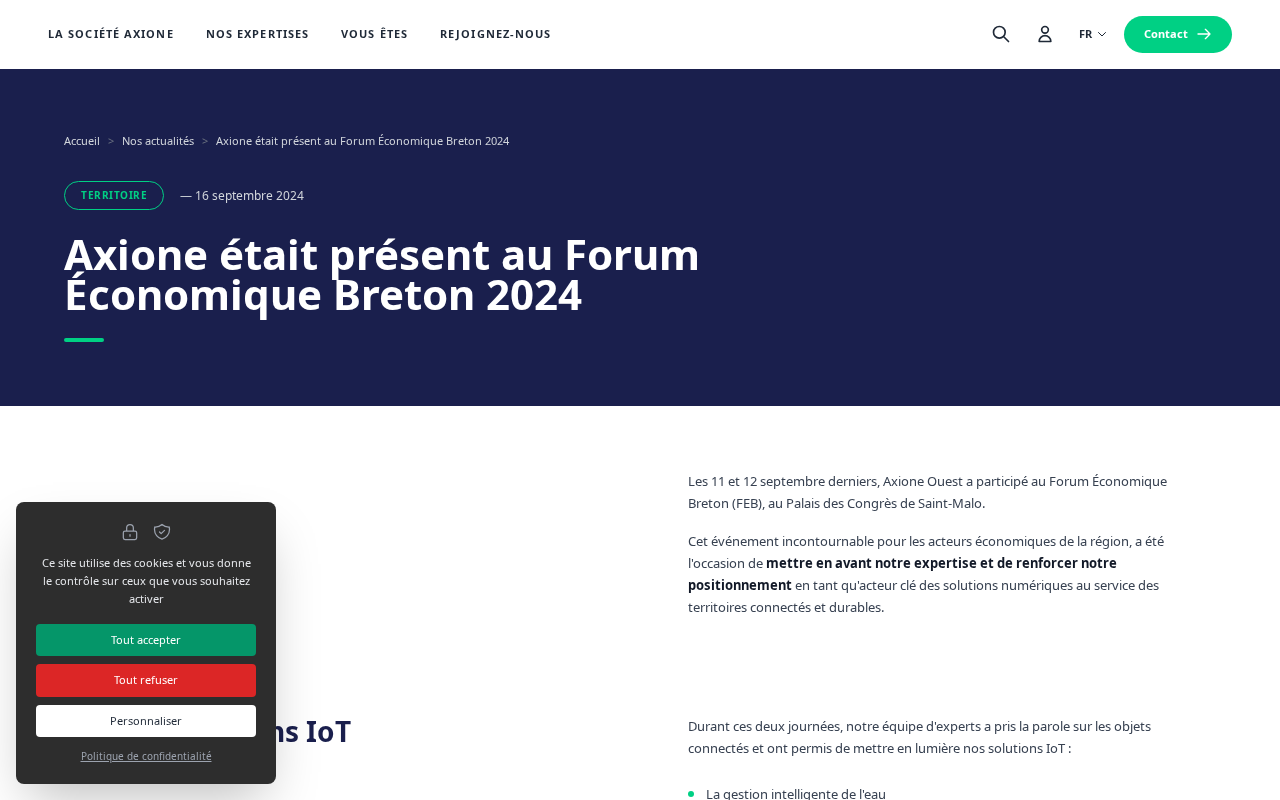 LA SOCIÉTÉ AXIONE NOS EXPERTISES VOUS ÊTES REJOIGNEZ-NOUS FR Contact
Accueil > Nos actualités > Axione était présent au Forum Économique Breton 2024
TERRITOIRE — 16 septembre 2024
Axione était présent au Forum
Économique Breton 2024
Les 11 et 12 septembre derniers, Axione Ouest a participé au Forum Économique
Breton (FEB), au Palais des Congrès de Saint-Malo.
Cet événement incontournable pour les acteurs économiques de la région, a été
l'occasion de mettre en avant notre expertise et de renforcer notre
positionnement en tant qu'acteur clé des solutions numériques au service des
territoires connectés et durables.
Ce site utilise des cookies et vous donne
le contrôle sur ceux que vous souhaitez
activer
Tout accepter
Tout refuser
Personnaliser
Politique de confidentialité
IoT
Durant ces deux journées, notre équipe d'experts a pris la parole sur les objets
connectés et ont permis de mettre en lumière nos solutions IoT :
La gestion intelligente de l'eau